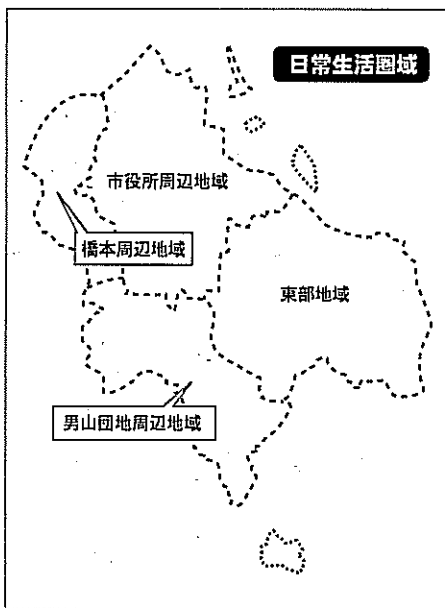 日常生活圏域
市役所周辺地域
橋本周辺地域
東部地域
男山団地周辺地域